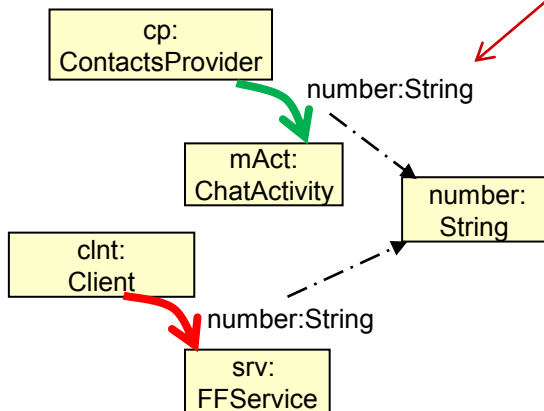 cp:
ContactsProvider
number:String
mAct:
ChatActivity
number:
String
clnt:
Client
number:String
srv:
FFService